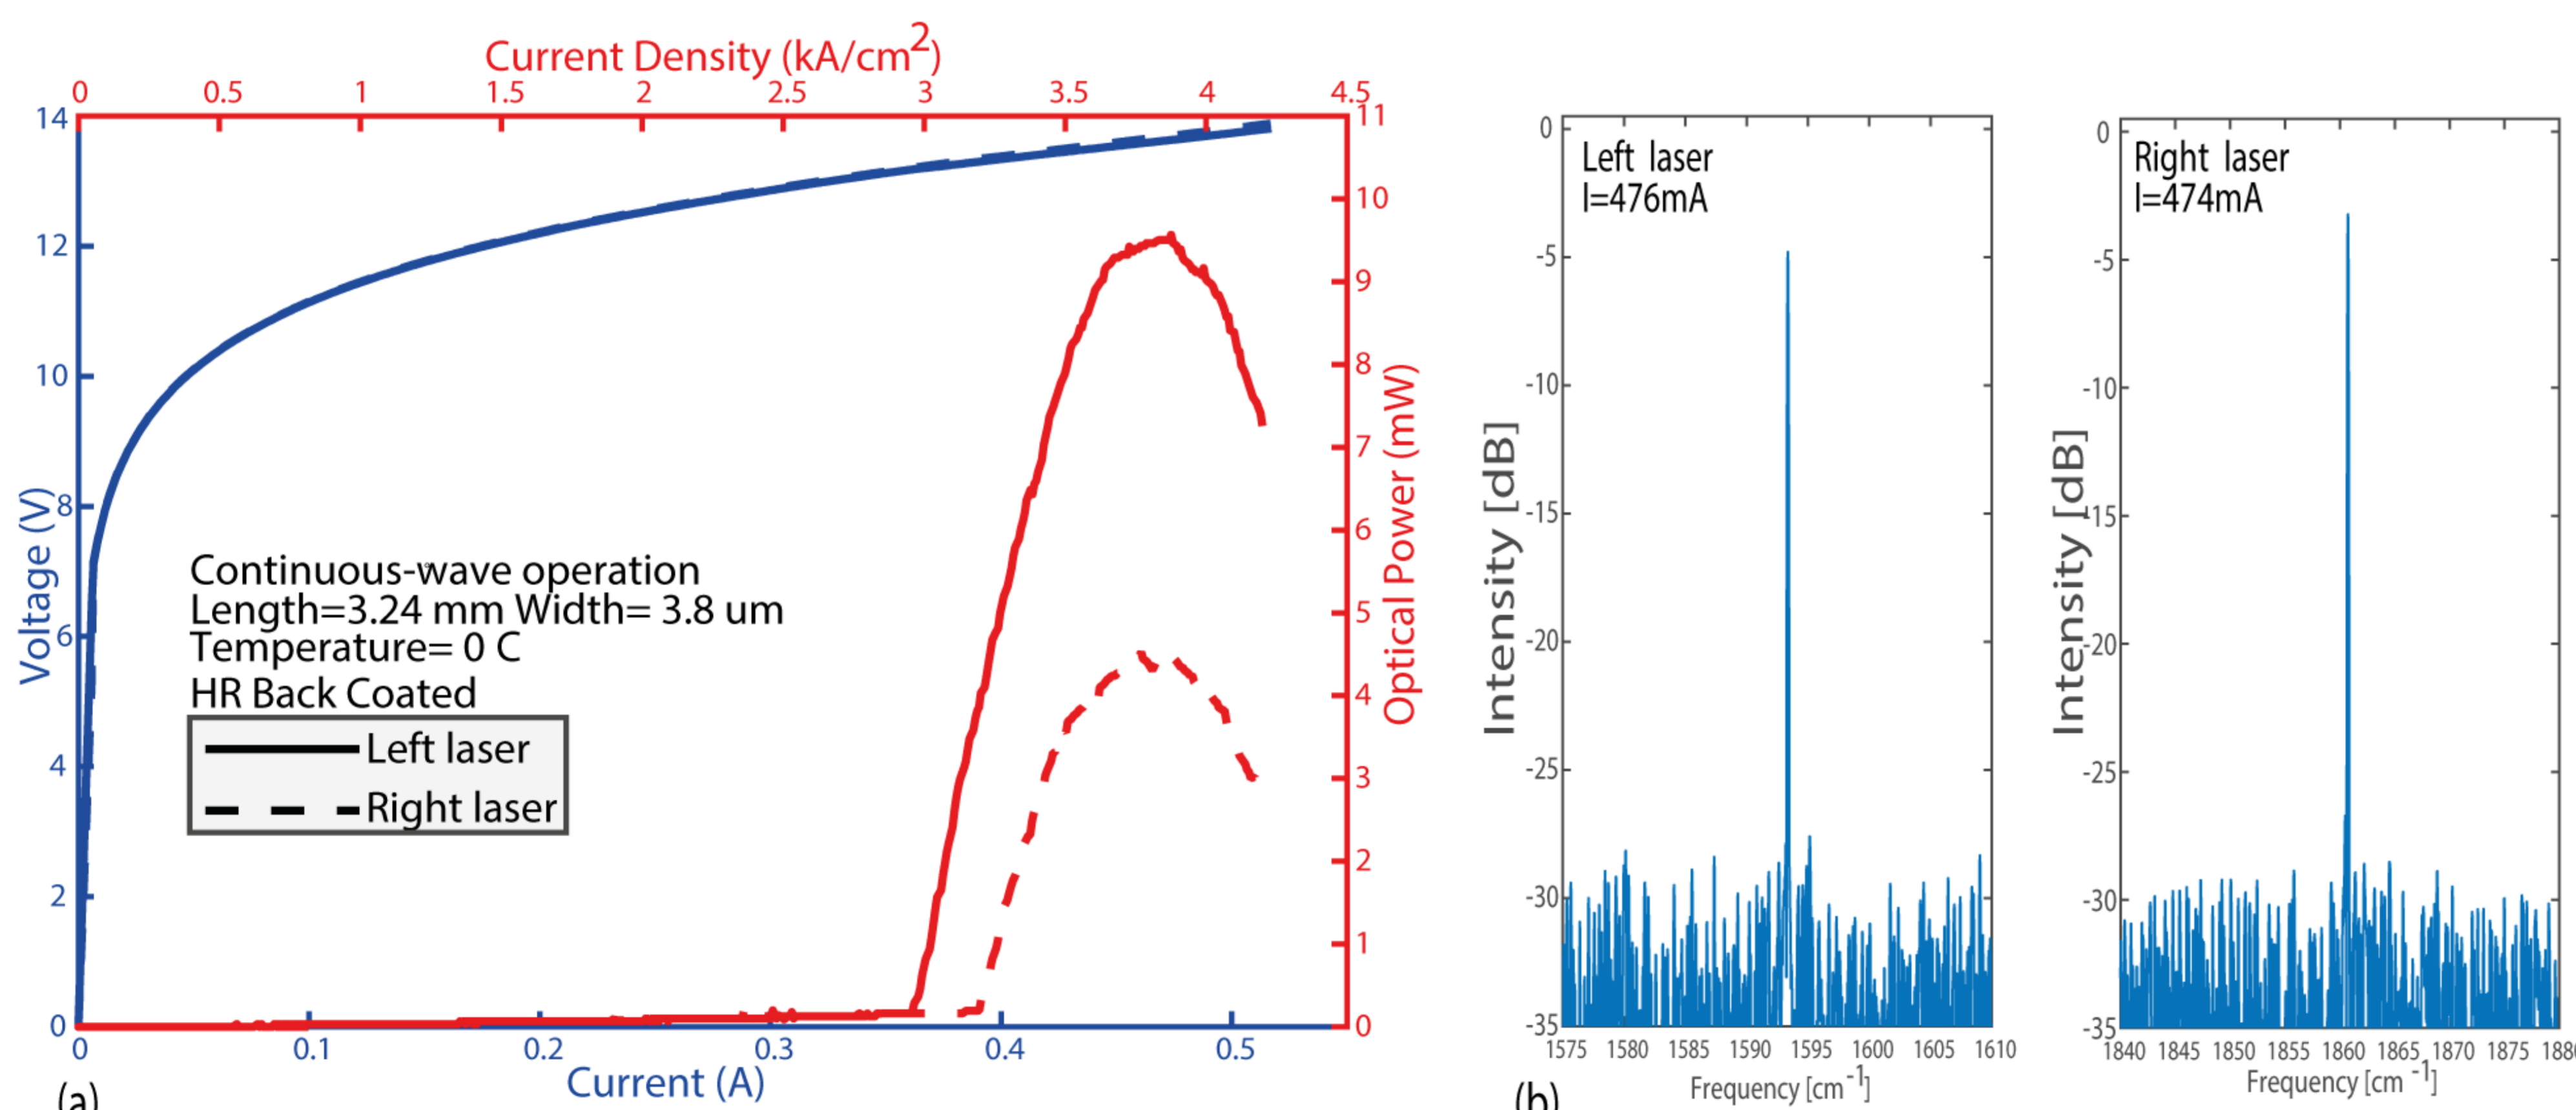 Current Density (kA/cm2)
0 0.5 1 1.5 2 2.5 3 3.5 4 4.5
14
12
10
8
6
4
2
0
Voltage (V)
11
10
9
8
7
6
5
4
3
2
1
0
Optical Power (mW)
Continuous-wave operation
Length=3.24 mm Width= 3.8 um
Temperature= 0 C
HR Back Coated
Left laser
Right laser
0 0.1 0.2 0.3 0.4 0.5
Current (A)
(a)
Left laser
I=476mA
0
-5
-10
-15
-20
-25
-30
-35
Intensity [dB]
1575 1580 1585 1590 1595 1600 1605 1610
Frequency [cm-1]
(b)
Right laser
I=474mA
0
-5
-10
-15
-20
-25
-30
-35
Intensity [dB]
1840 1845 1850 1855 1860 1865 1870 1875
Frequency [cm -1]